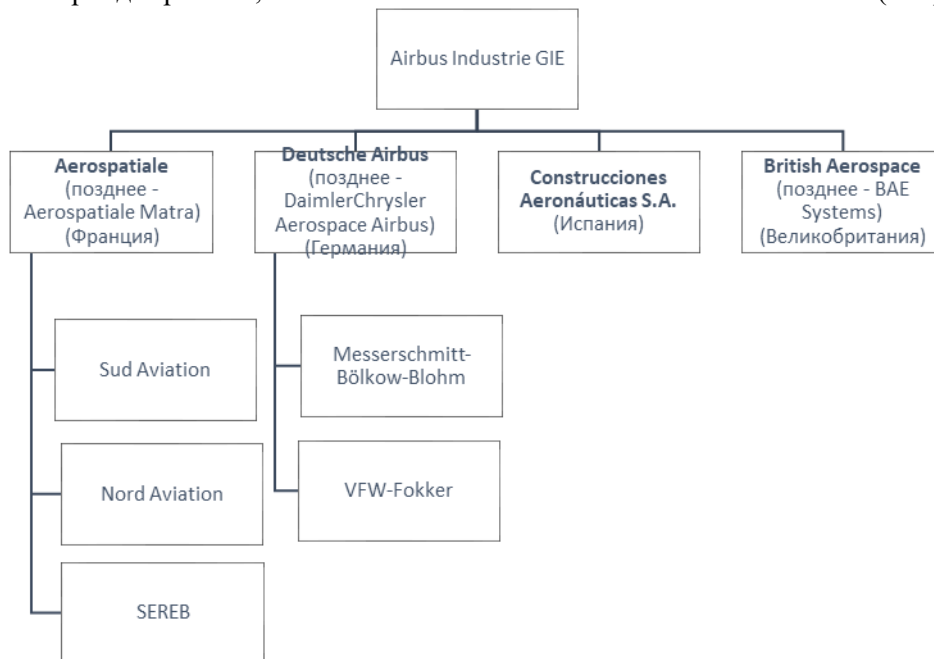 Airbus Industrie GIE
Aerospatiale
(позднее -
Aerospatiale Matra)
(Франция)
Deutsche Airbus
(позднее -
DaimlerChrysler
Aerospace Airbus)
(Германия)
Construcciones
Aeronáuticas S.A.
(Испания)
British Aerospace
(позднее - BAE
Systems)
(Великобритания)
Sud Aviation
Nord Aviation
SEREB
Messerschmitt-
Bölkow-Blohm
VFW-Fokker